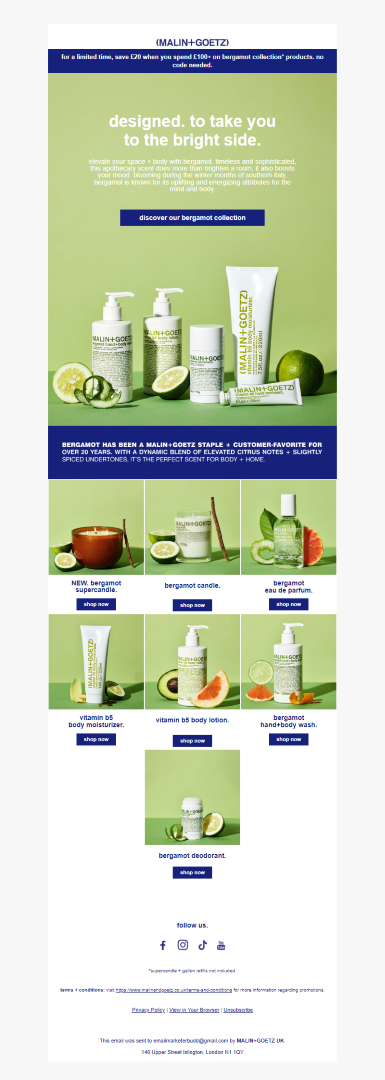 (MALIN+GOETZ)
for a limited time, save £20 when you spend £100+ on bergamot collection* products. no
code needed.
designed. to take you
to the bright side.
elevate your space + body with bergamot. timeless and sophisticated,
this apothecary scent does more than brighten a room, it also boosts
your mood. blooming during the winter months of southern italy,
bergamot is known for its uplifting and energizing attributes for the
mind and body.
discover our bergamot collection
(MALIN+GOETZ)
(MALIN+GOETZ)
(MALIN+GOETZ)
(MALIN+GOETZ)
vitamin b5 body moisturizer
(MALIN+GOETZ)
BERGAMOT HAS BEEN A MALIN+GOETZ STAPLE + CUSTOMER-FAVORITE FOR
OVER 20 YEARS. WITH A DYNAMIC BLEND OF ELEVATED CITRUS NOTES + SLIGHTLY
SPICED UNDERTONES, IT'S THE PERFECT SCENT FOR BODY + HOME.
NEW. bergamot
supercandle.
shop now
bergamot candle.
shop now
bergamot
eau de parfum.
shop now
vitamin b5
body moisturizer.
shop now
vitamin b5 body lotion.
shop now
bergamot
hand+body wash.
shop now
bergamot deodorant.
shop now
follow us.
*supercandle + gallon refills not included.
terms + conditions: visit https://www.malinandgoetz.co.uk/terms-and-conditions for more information regarding promotions.
Privacy Policy | View in Your Browser | Unsubscribe
This email was sent to emailmarketerbudd@gmail.com by MALIN+GOETZ UK.
146 Upper Street Islington, London N1 1QY